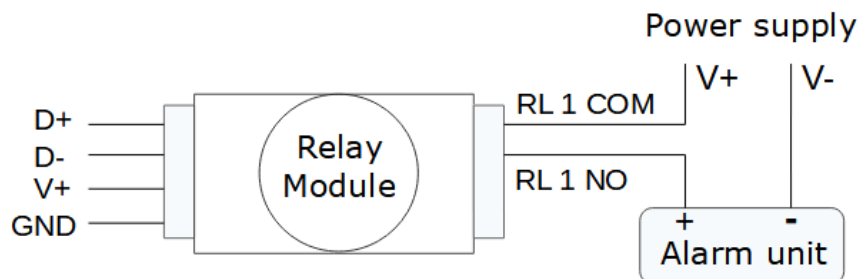 Power supply
V+ V-
RL 1 COM
D+
Relay
D-
Module
RL 1 NO
V+
GND
+ -
Alarm unit